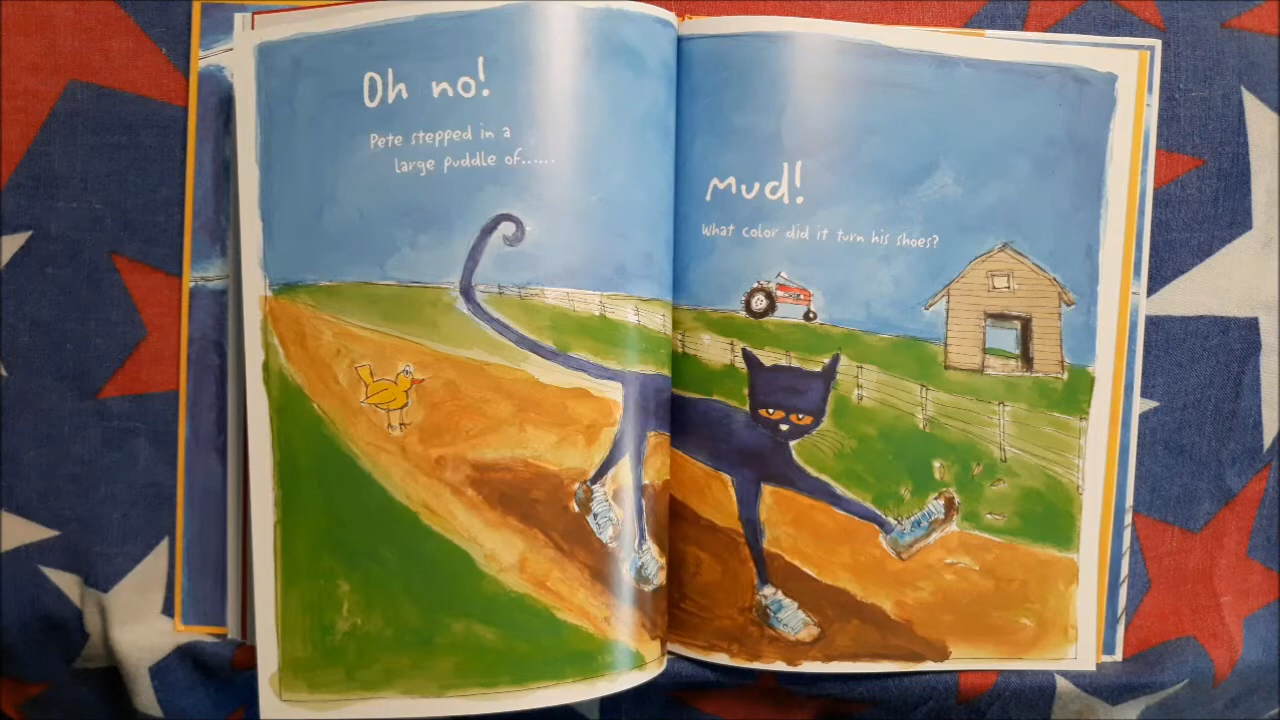 Oh no!
Pete stepped in a
large puddle of......
Mud!
What color did it turn his shoes?